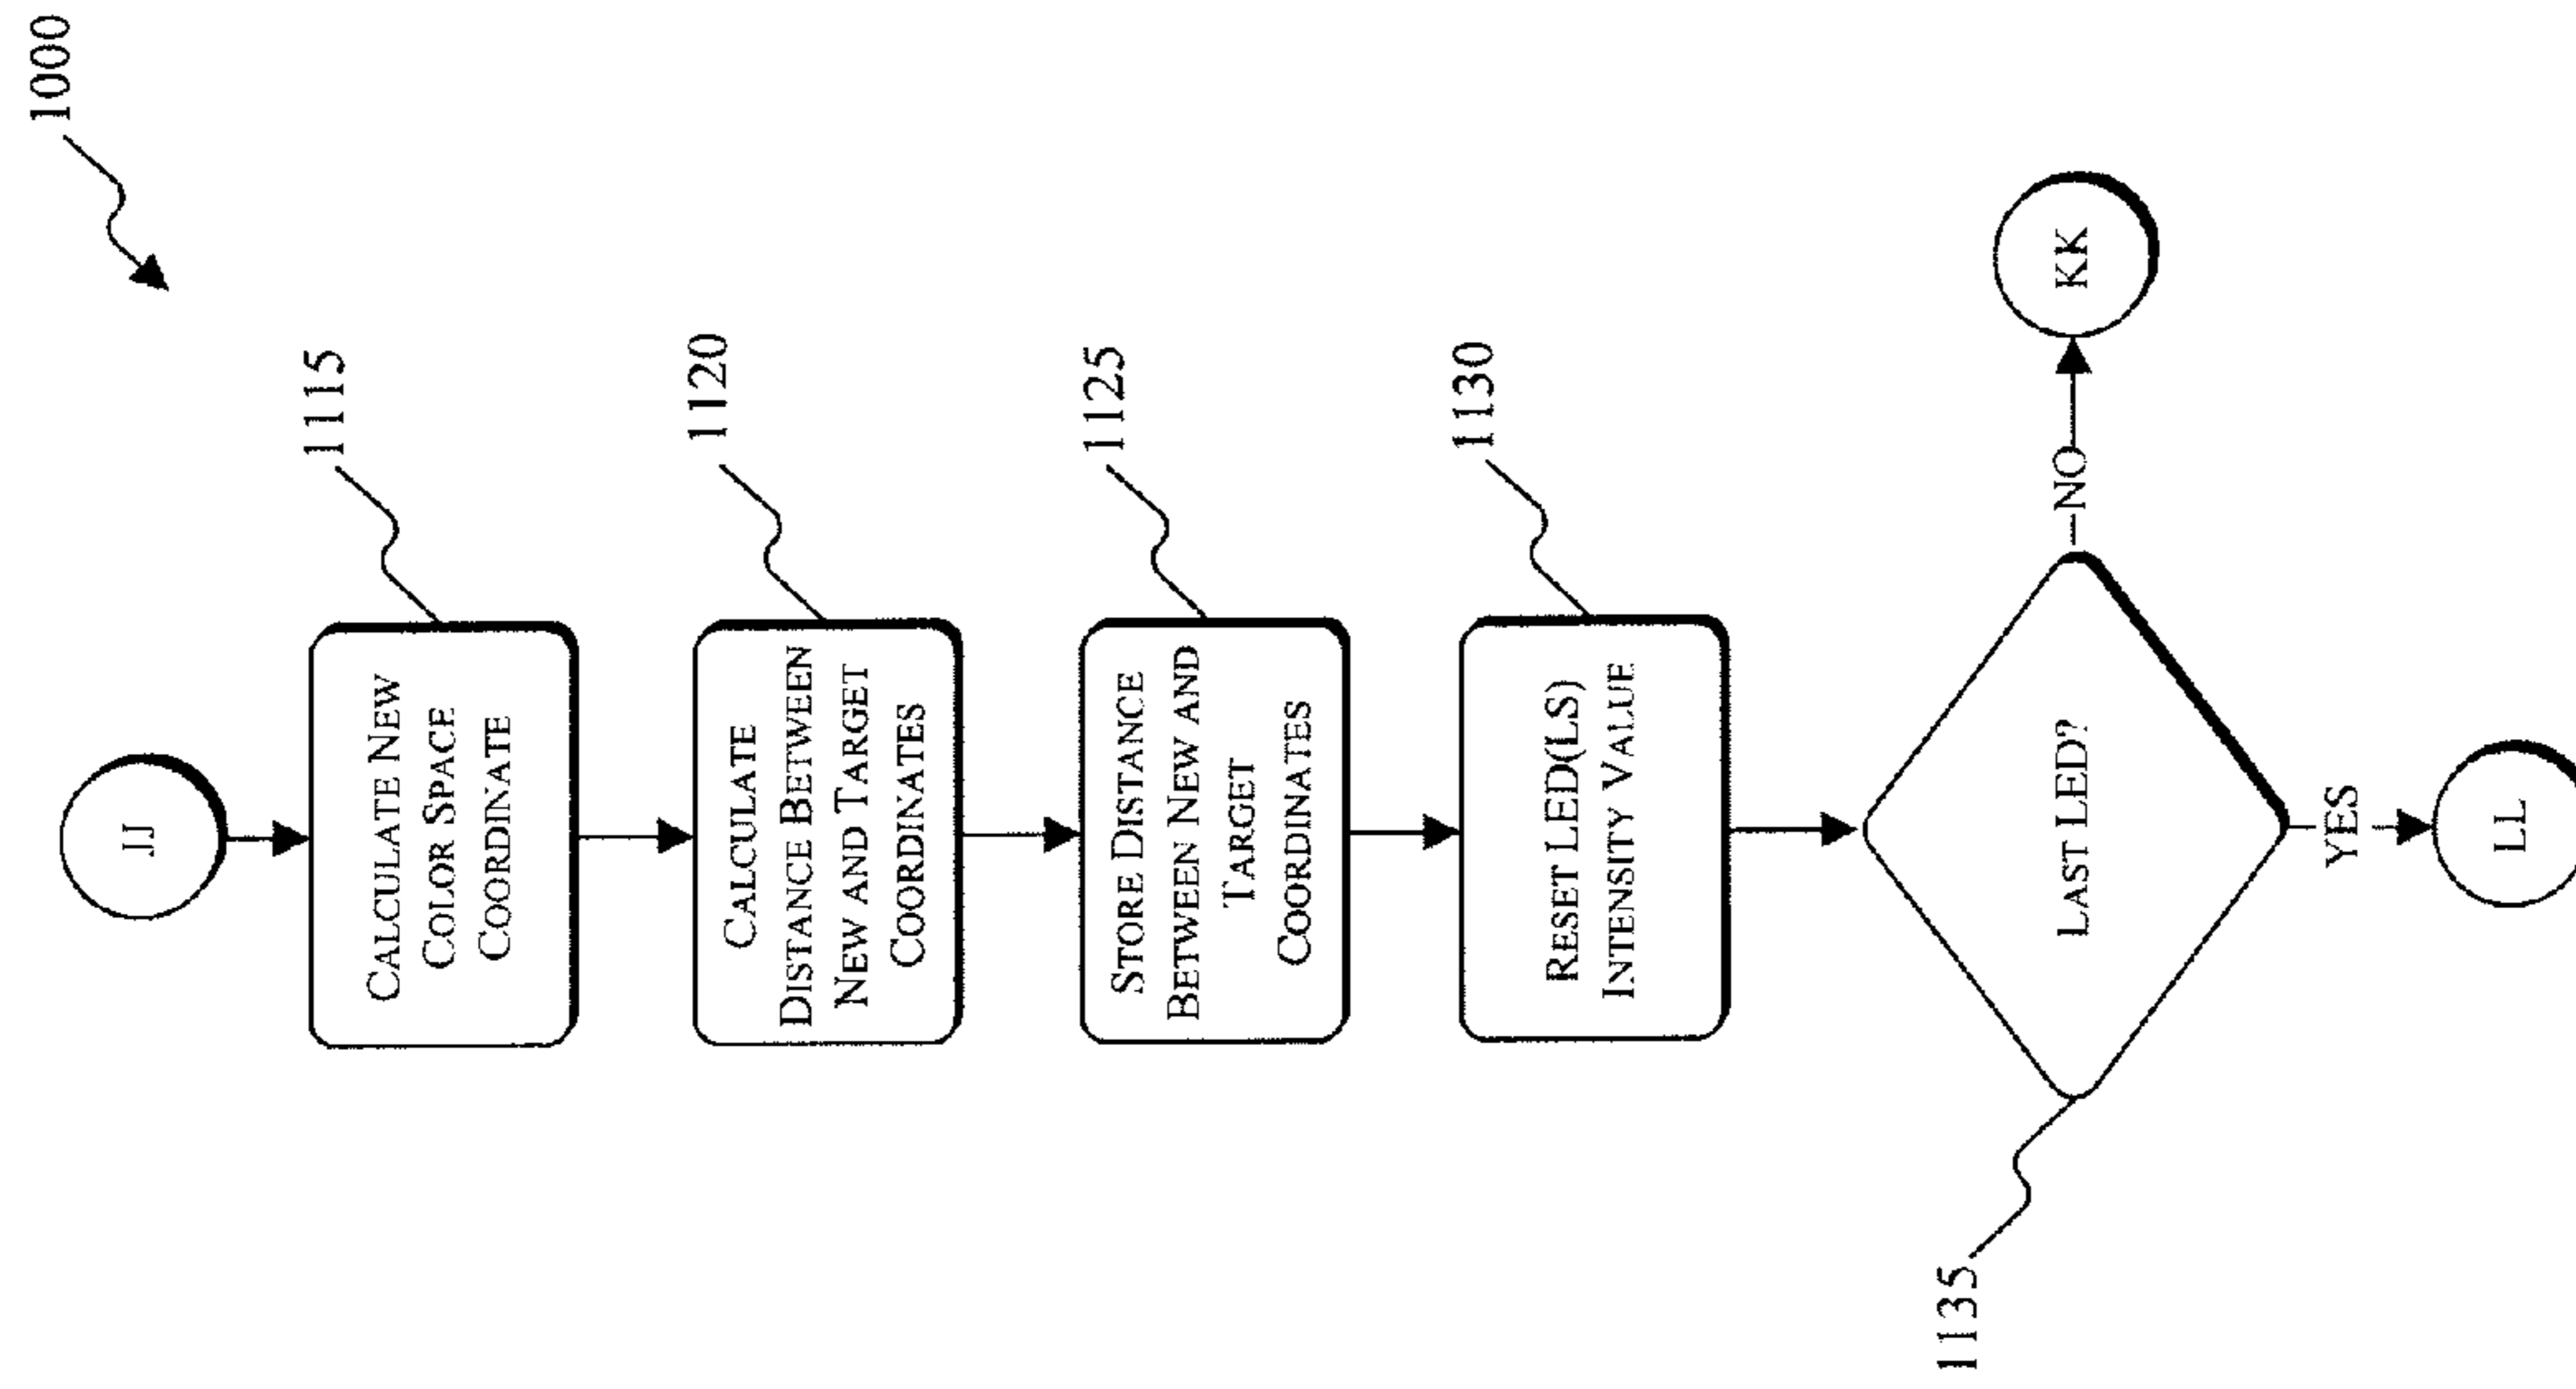 1000
JJ
CALCULATE NEW
COLOR SPACE
COORDINATE
1115
CALCULATE
DISTANCE BETWEEN
NEW AND TARGET
COORDINATES
1120
STORE DISTANCE
BETWEEN NEW AND
TARGET
COORDINATES
1125
RESET LED(LS)
INTENSITY VALUE
1130
LAST LED?
1135
NO
KK
YES
LL